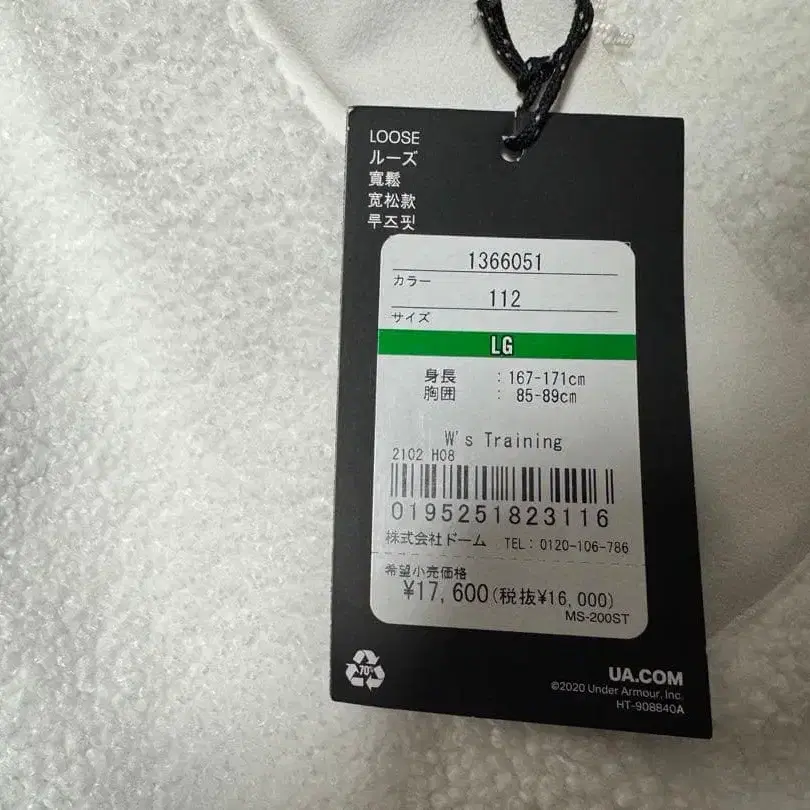 LOOSE
ルーズ
寬鬆
宽松款
루즈핏
1366051
カラー
112
サイズ
LG
身長 : 167-171cm
胸囲 : 85-89cm
W's Training
2102 H08
0195251823116
株式会社ドーム TEL: 0120-106-786
希望小売価格
¥17,600(税抜¥16,000)
MS-200ST
70%
UA.COM
©2020 Under Armour, Inc.
HT-908840A